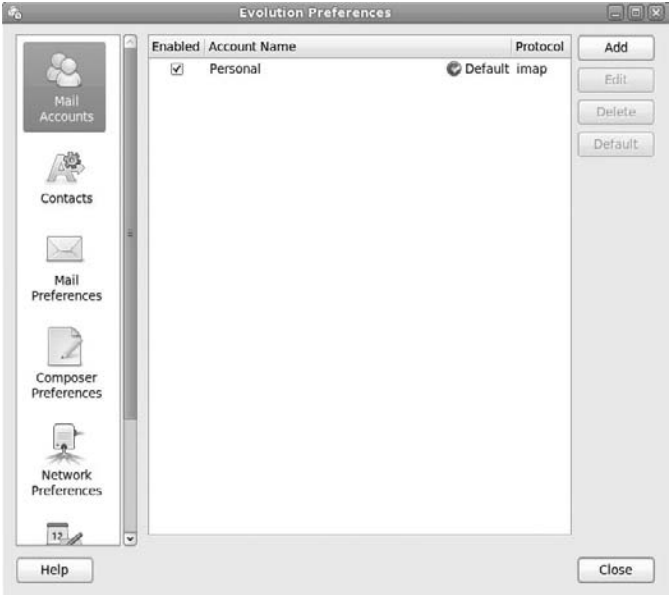 Evolution Preferences
Mail
Accounts
Contacts
Mail
Preferences
Composer
Preferences
Network
Preferences
12
Enabled Account Name Protocol
Personal Default imap
Add
Edit
Delete
Default
Help
Close